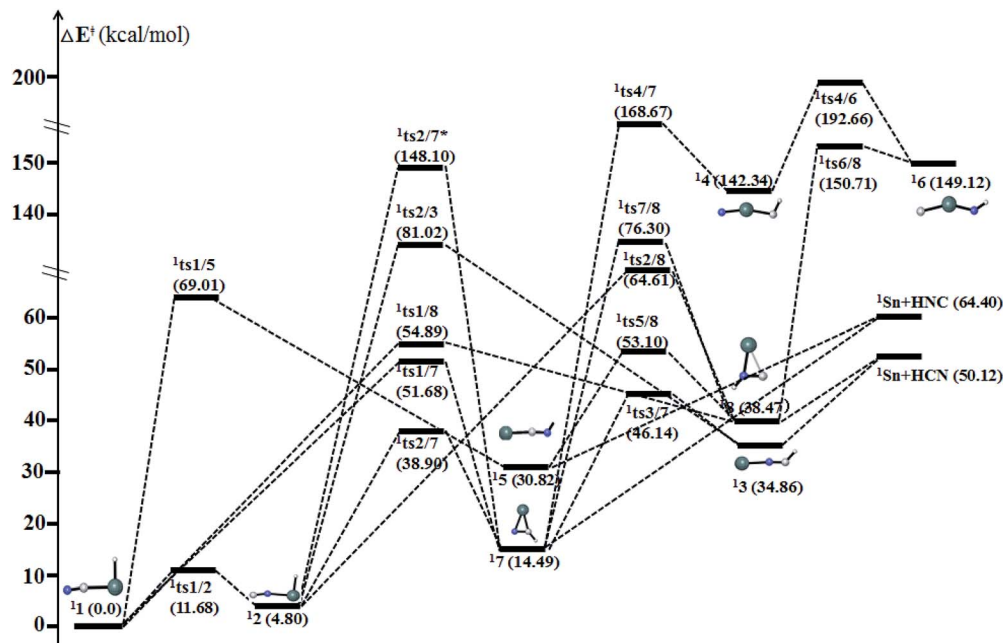 ΔE‡ (kcal/mol)
200
150
140
60
50
40
30
20
10
0
¹ts4/7
(168.67)
¹ts4/6
(192.66)
¹ts2/7*
(148.10)
¹4 (142.34)
¹ts6/8
(150.71)
¹6 (149.12)
¹ts2/3
(81.02)
¹ts7/8
(76.30)
¹ts1/5
(69.01)
¹ts2/8
(64.61)
¹ts1/8
(54.89)
¹ts5/8
(53.10)
¹Sn+HNC (64.40)
¹ts1/7
(51.68)
¹Sn+HCN (50.12)
¹ts3/7
(46.14)
8 (38.47)
¹ts2/7
(38.90)
¹5 (30.82)
¹3 (34.86)
¹7 (14.49)
¹1 (0.0)
¹ts1/2
(11.68)
¹2 (4.80)